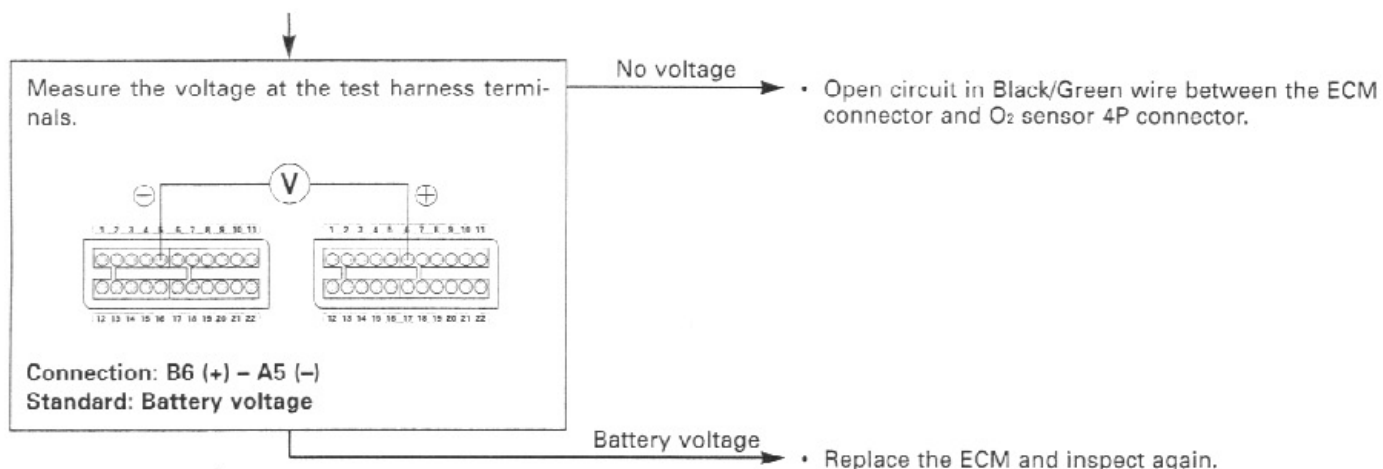 No voltage
Measure the voltage at the test harness termi-
nals.
• Open circuit in Black/Green wire between the ECM
connector and O₂ sensor 4P connector.
⊖ V ⊕
1 2 3 4 5 6 7 8 9 10 11
1 2 3 4 5 6 7 8 9 10 11
12 13 14 15 16 17 18 19 20 21 22
12 13 14 15 16 17 18 19 20 21 22
Connection: B6 (+) – A5 (–)
Standard: Battery voltage
Battery voltage
• Replace the ECM and inspect again.